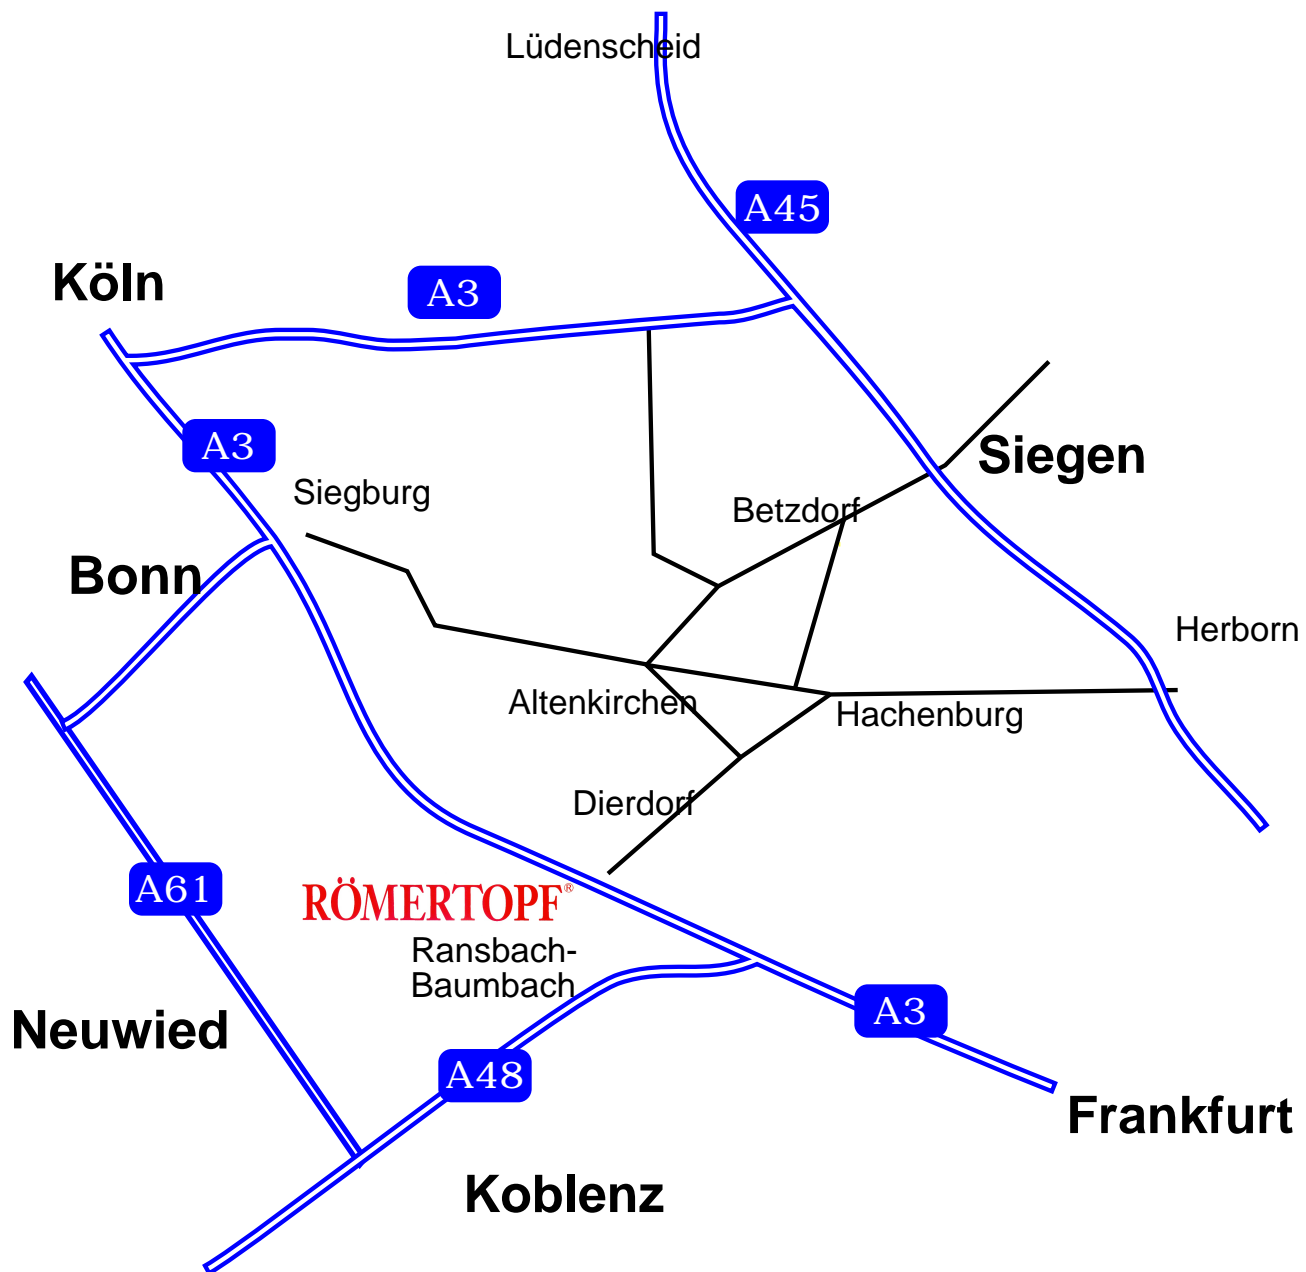 Lüdenscheid
A45
Köln
A3
A3
Siegen
Siegburg
Betzdorf
Bonn
Herborn
Altenkirchen
Hachenburg
Dierdorf
A61
RÖMERTOPF®
Ransbach-
Baumbach
A3
Neuwied
A48
Frankfurt
Koblenz